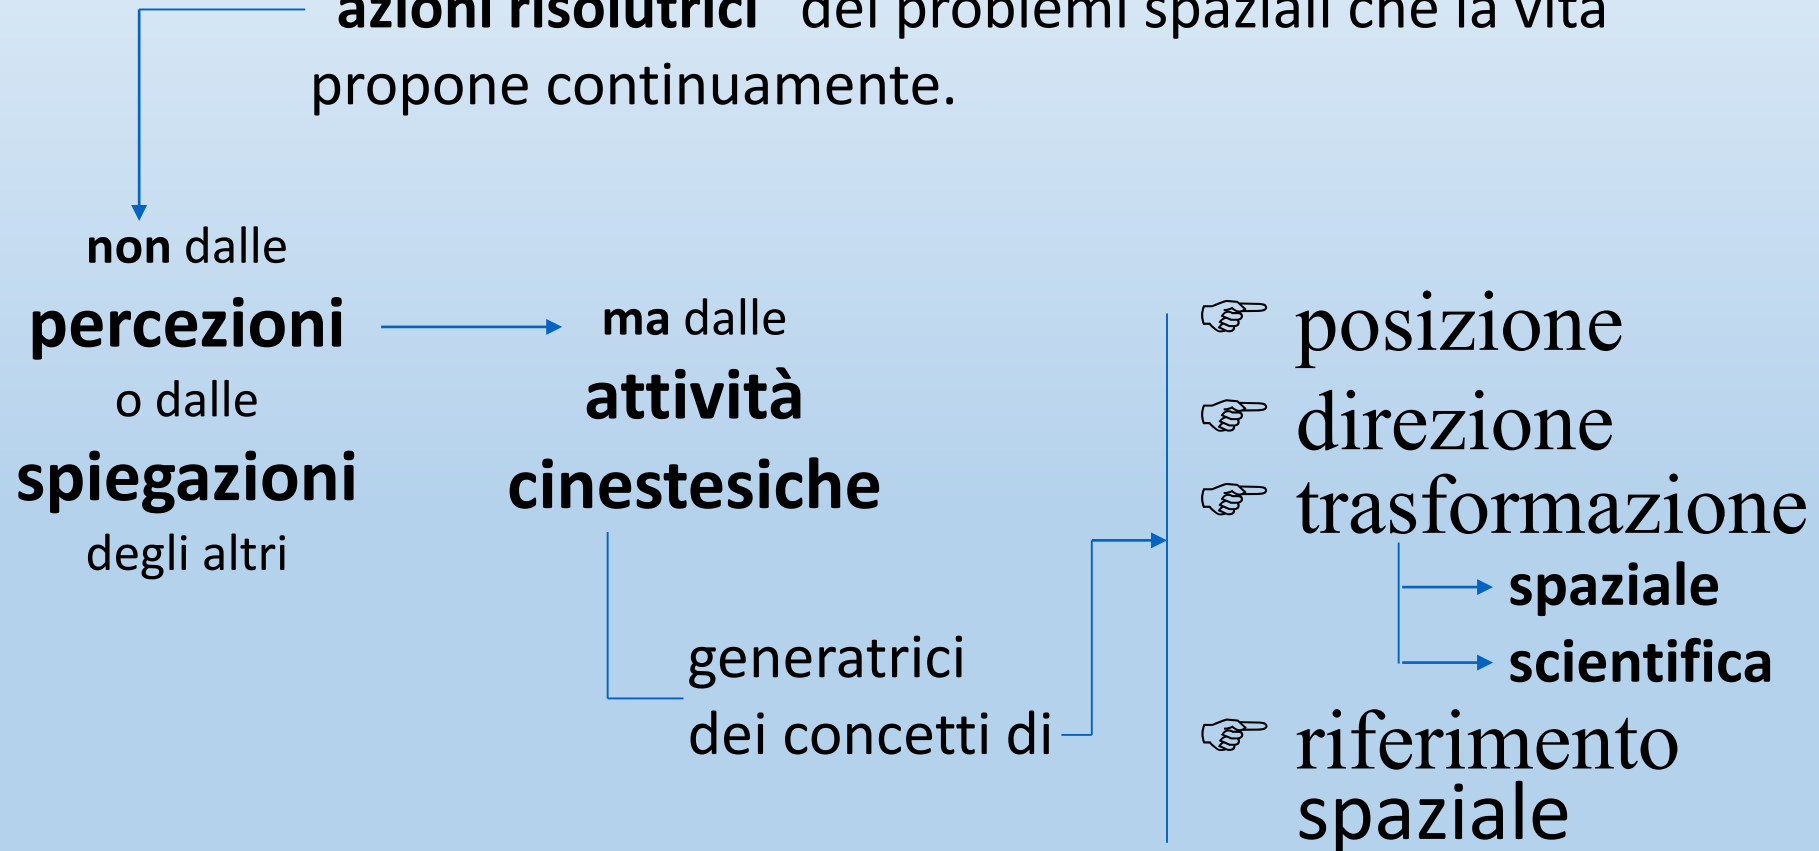 azioni risolutrici dei problemi spaziali che la vita
propone continuamente.
non dalle
percezioni
o dalle
spiegazioni
degli altri
ma dalle
attività
cinestesiche
generatrici
dei concetti di
☞ posizione
☞ direzione
☞ trasformazione
spaziale
scientifica
☞ riferimento
spaziale